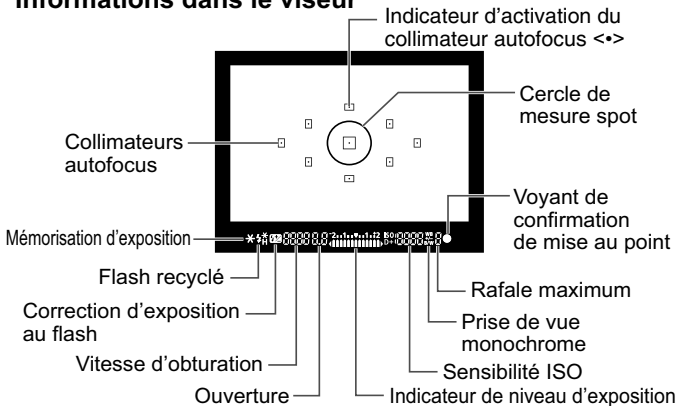 Informations dans le viseur
Indicateur d'activation du
collimateur autofocus <•>
Cercle de
mesure spot
Collimateurs
autofocus
Voyant de
confirmation
de mise au point
Mémorisation d'exposition
Flash recyclé
Rafale maximum
Correction d'exposition
au flash
Prise de vue
monochrome
Vitesse d'obturation
Sensibilité ISO
Ouverture
Indicateur de niveau d'exposition